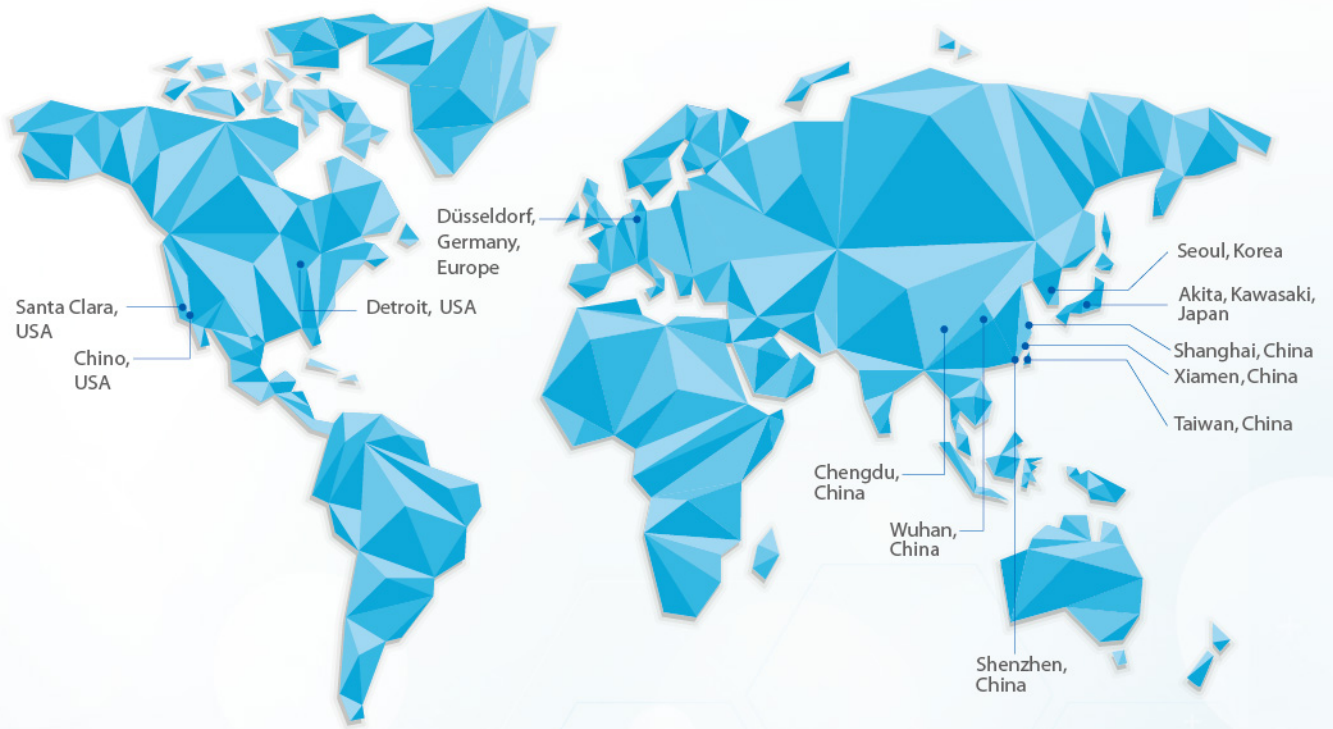 Düsseldorf,
Germany,
Europe
Santa Clara,
USA
Chino,
USA
Detroit, USA
Seoul, Korea
Akita, Kawasaki,
Japan
Shanghai, China
Xiamen, China
Taiwan, China
Chengdu,
China
Wuhan,
China
Shenzhen,
China